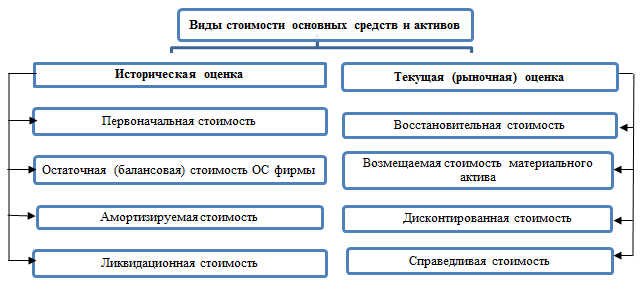 Виды стоимости основных средств и активов
Историческая оценка
Первоначальная стоимость
Остаточная (балансовая) стоимость ОС фирмы
Амортизируемая стоимость
Ликвидационная стоимость
Текущая (рыночная) оценка
Восстановительная стоимость
Возмещаемая стоимость материального
актива
Дисконтированная стоимость
Справедливая стоимость